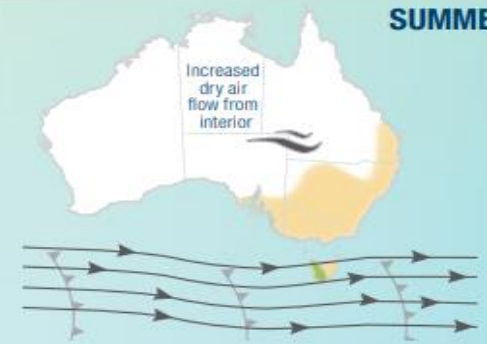 SUMME
Increased
dry air
flow from
interior